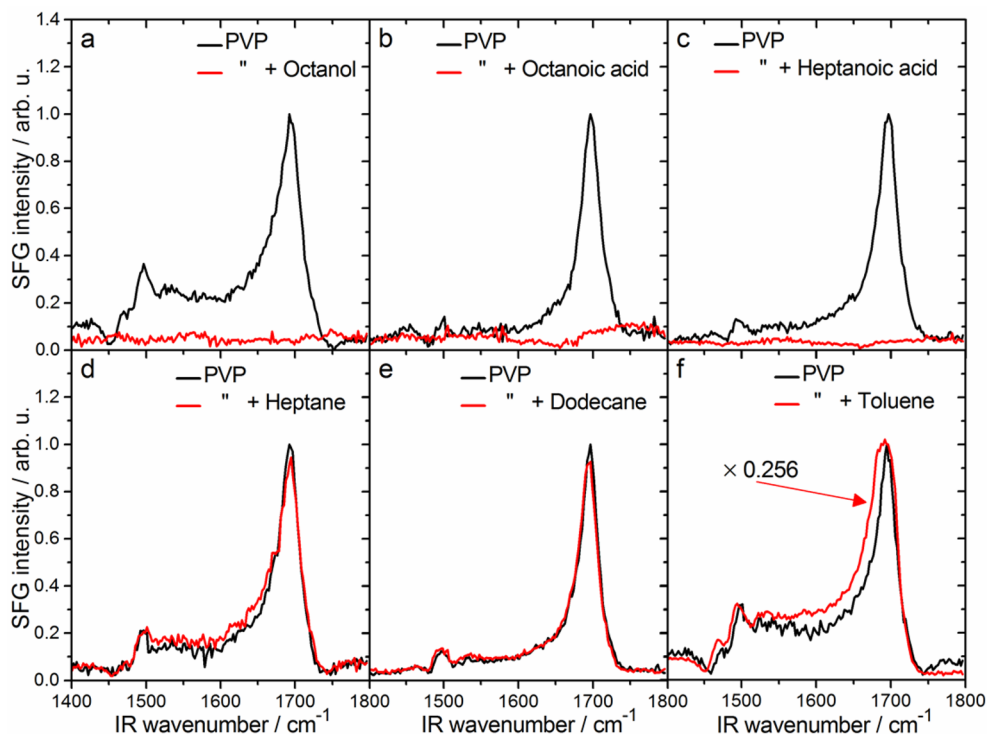 a
PVP
" + Octanol
b
PVP
" + Octanoic acid
c
PVP
" + Heptanoic acid
SFG intensity / arb. u.
1.4
1.2
1.0
0.8
0.6
0.4
0.2
0.0
d
PVP
" + Heptane
e
PVP
" + Dodecane
f
PVP
" + Toluene
× 0.256
SFG intensity / arb. u.
1.2
1.0
0.8
0.6
0.4
0.2
0.0
1400 1500 1600 1700 1800 1500 1600 1700 1800 1500 1600 1700 1800
IR wavenumber / cm⁻¹ IR wavenumber / cm⁻¹ IR wavenumber / cm⁻¹